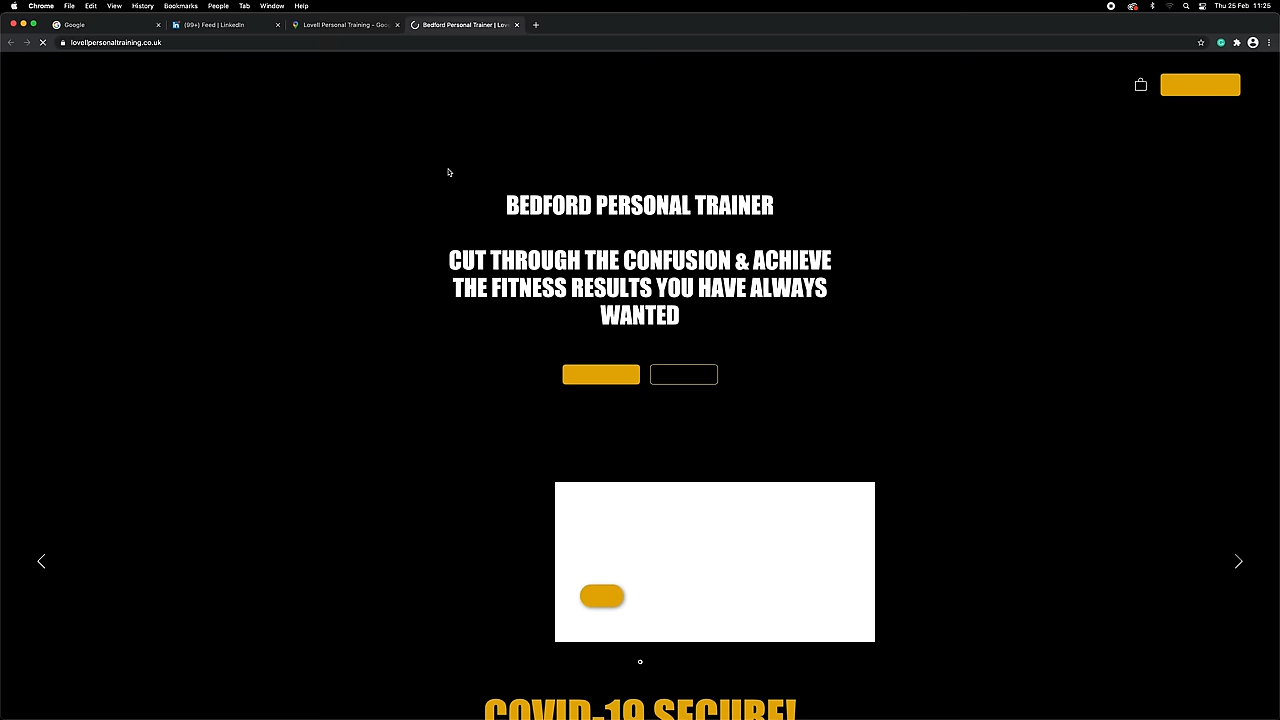 Chrome File Edit View History Bookmarks People Tab Window Help Thu 25 Feb 11:25
Google (99+) Feed | LinkedIn Lovell Personal Training - Goo Bedford Personal Trainer | Love
lovellpersonaltraining.co.uk
BEDFORD PERSONAL TRAINER
CUT THROUGH THE CONFUSION & ACHIEVE
THE FITNESS RESULTS YOU HAVE ALWAYS
WANTED
COVID-19 SECURE!